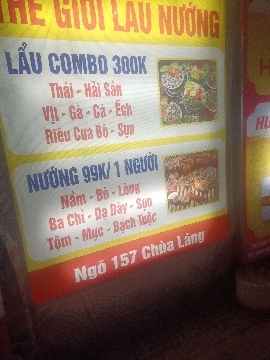 THẾ GIỚI LẨU NƯỚNG
LẨU COMBO 300K
Thái - Hải Sản
Vịt - Gà - Cá - Ếch
Riêu Cua Bò - Sụn
NƯỚNG 99K/ 1 NGƯỜI
Nầm - Bò - Lòng
Ba Chỉ - Dạ Dày - Sụn
Tôm - Mực - Bạch Tuộc
Ngõ 157 Chùa Láng